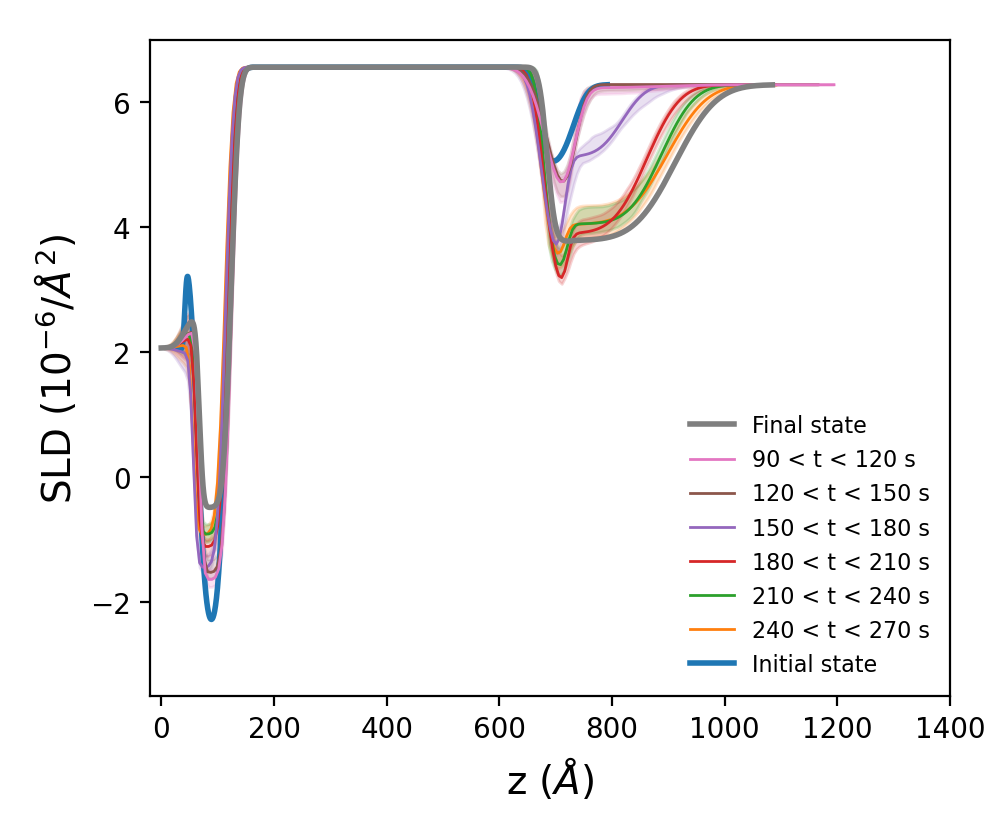 6
4
2
0
−2
SLD (10⁻⁶/Å²)
0 200 400 600 800 1000 1200 1400
z (Å)
Final state
90 < t < 120 s
120 < t < 150 s
150 < t < 180 s
180 < t < 210 s
210 < t < 240 s
240 < t < 270 s
Initial state